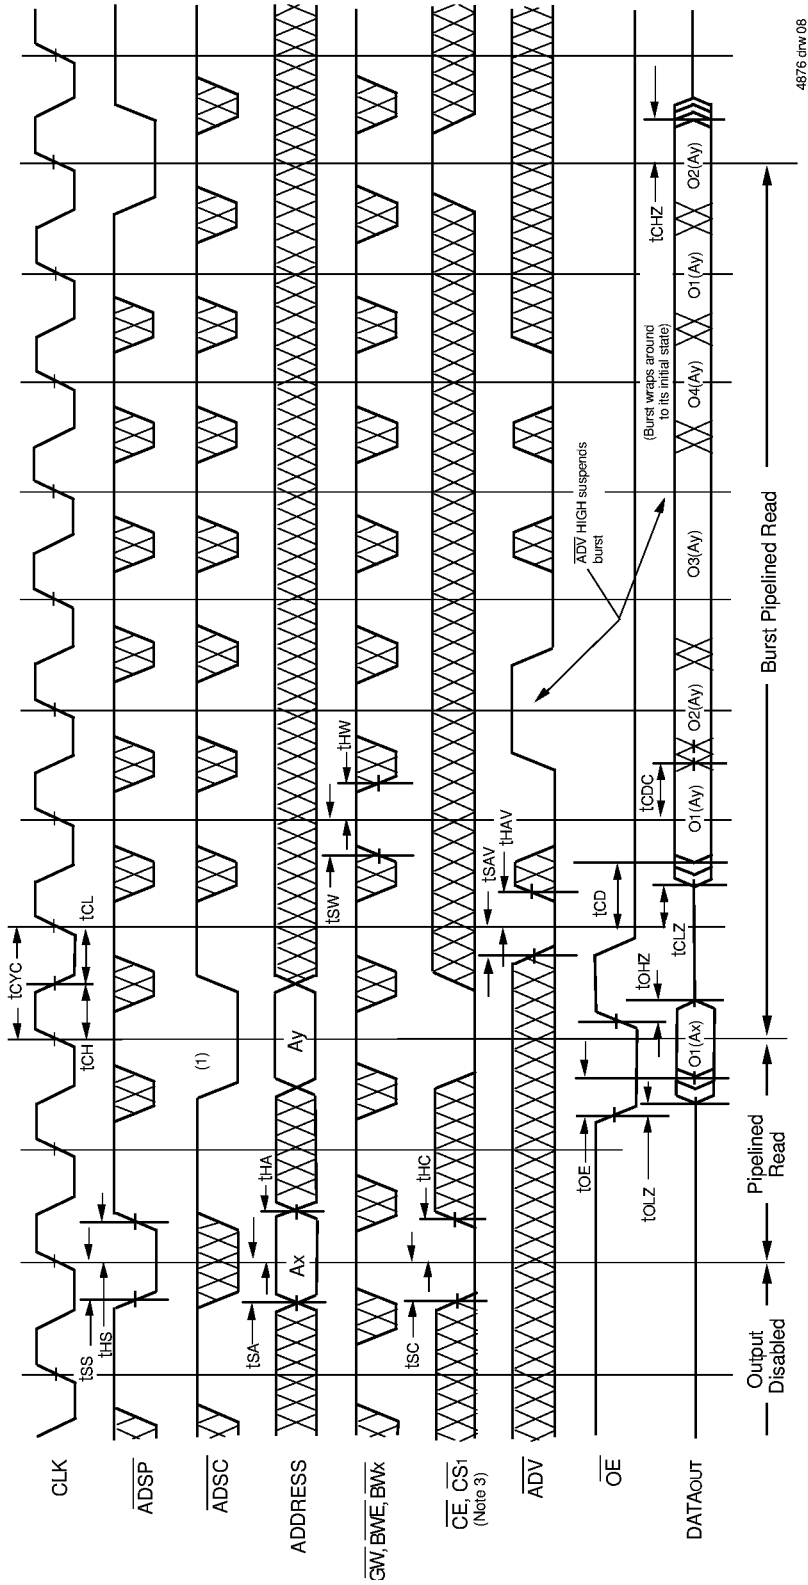 CLK
tCYC
tCH
tCL
tSS
tHS
ADSP
ADSC
(1)
tSA
tHA
ADDRESS
Ax
Ay
tSW
tHW
GW, BWE, BWx
tSC
tHC
CE, CS1
(Note 3)
tSAV
tHAV
ADV
ADV HIGH suspends
burst
tOE
tOHZ
tCD
OE
tOLZ
tCLZ
tCDC
(Burst wraps around
to its initial state)
tCHZ
DATAOUT
O1(Ax)
O1(Ay)
O2(Ay)
O3(Ay)
O4(Ay)
O1(Ay)
O2(Ay)
Output
Disabled
Pipelined
Read
Burst Pipelined Read
4876 drw 08